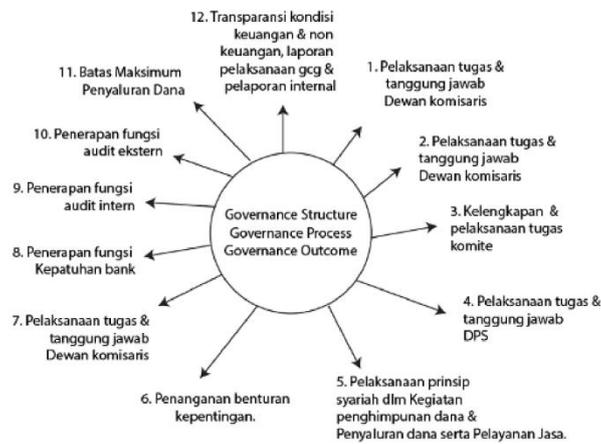 12. Transparansi kondisi
keuangan & non
keuangan, laporan
pelaksanaan gcg &
pelaporan internal
1. Pelaksanaan tugas &
tanggung jawab
Dewan komisaris
2. Pelaksanaan tugas &
tanggung jawab
Dewan komisaris
3. Kelengkapan &
pelaksanaan tugas
komite
4. Pelaksanaan tugas &
tanggung jawab
DPS
5. Pelaksanaan prinsip
syariah dlm Kegiatan
penghimpunan dana &
Penyaluran dana serta Pelayanan Jasa.
6. Penanganan benturan
kepentingan.
7. Pelaksanaan tugas &
tanggung jawab
Dewan komisaris
8. Penerapan fungsi
Kepatuhan bank
9. Penerapan fungsi
audit intern
10. Penerapan fungsi
audit ekstern
11. Batas Maksimum
Penyaluran Dana
Governance Structure
Governance Process
Governance Outcome